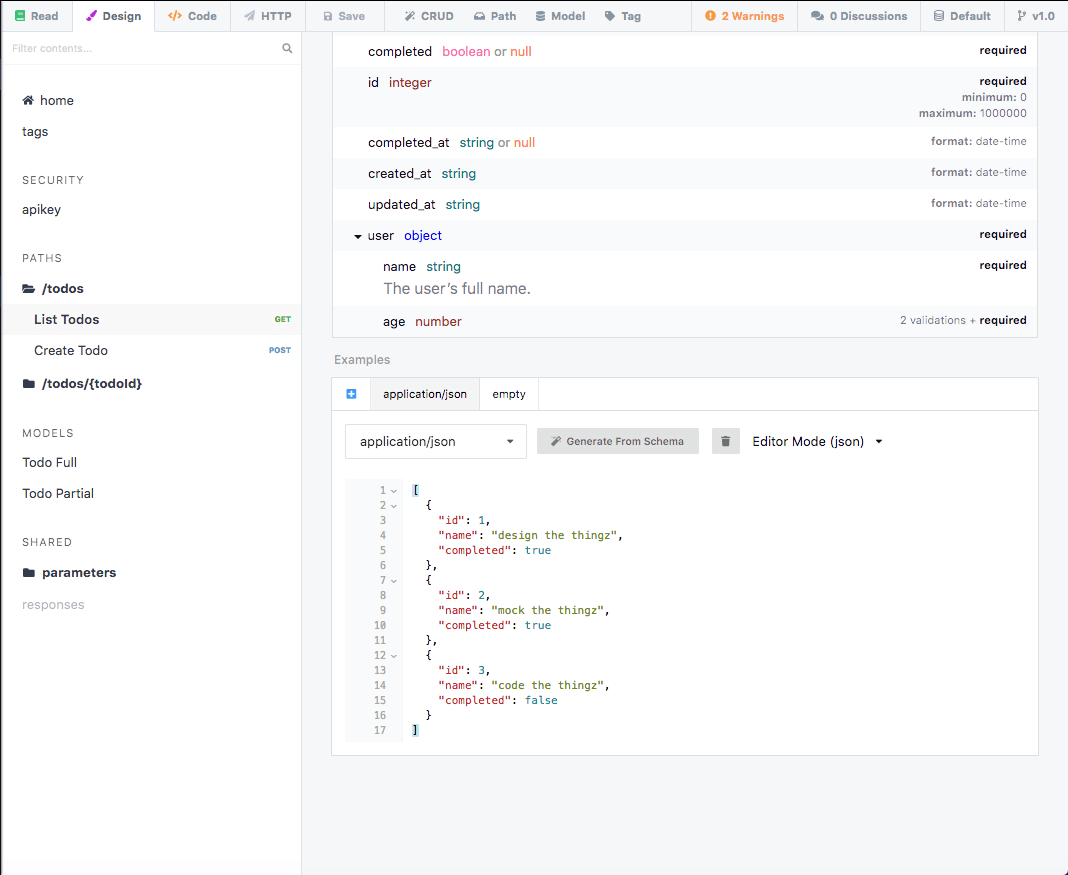 Read Design Code HTTP Save CRUD Path Model Tag 2 Warnings 0 Discussions Default v1.0
Filter contents...
home
tags
SECURITY
apikey
PATHS
/todos
List Todos GET
Create Todo POST
/todos/{todoId}
MODELS
Todo Full
Todo Partial
SHARED
parameters
responses
completed boolean or null required
id integer required
minimum: 0
maximum: 1000000
completed_at string or null format: date-time
created_at string format: date-time
updated_at string format: date-time
user object required
name string required
The user's full name.
age number 2 validations + required
Examples
application/json empty
application/json Generate From Schema Editor Mode (json)
1 [
2 {
3 "id": 1,
4 "name": "design the thingz",
5 "completed": true
6 },
7 {
8 "id": 2,
9 "name": "mock the thingz",
10 "completed": true
11 },
12 {
13 "id": 3,
14 "name": "code the thingz",
15 "completed": false
16 }
17 ]